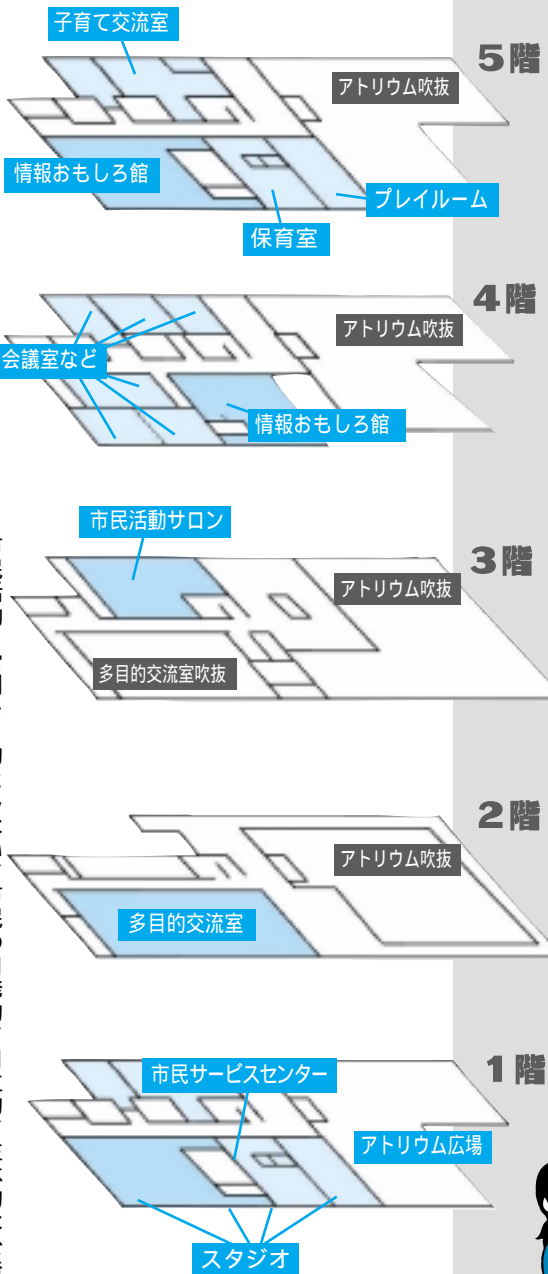 子育て交流室
5階
アトリウム吹抜
情報おもしろ館
プレイルーム
保育室
4階
アトリウム吹抜
会議室など
情報おもしろ館
市民活動サロン
3階
アトリウム吹抜
多目的交流室吹抜
2階
アトリウム吹抜
多目的交流室
1階
市民サービスセンター
アトリウム広場
スタジオ